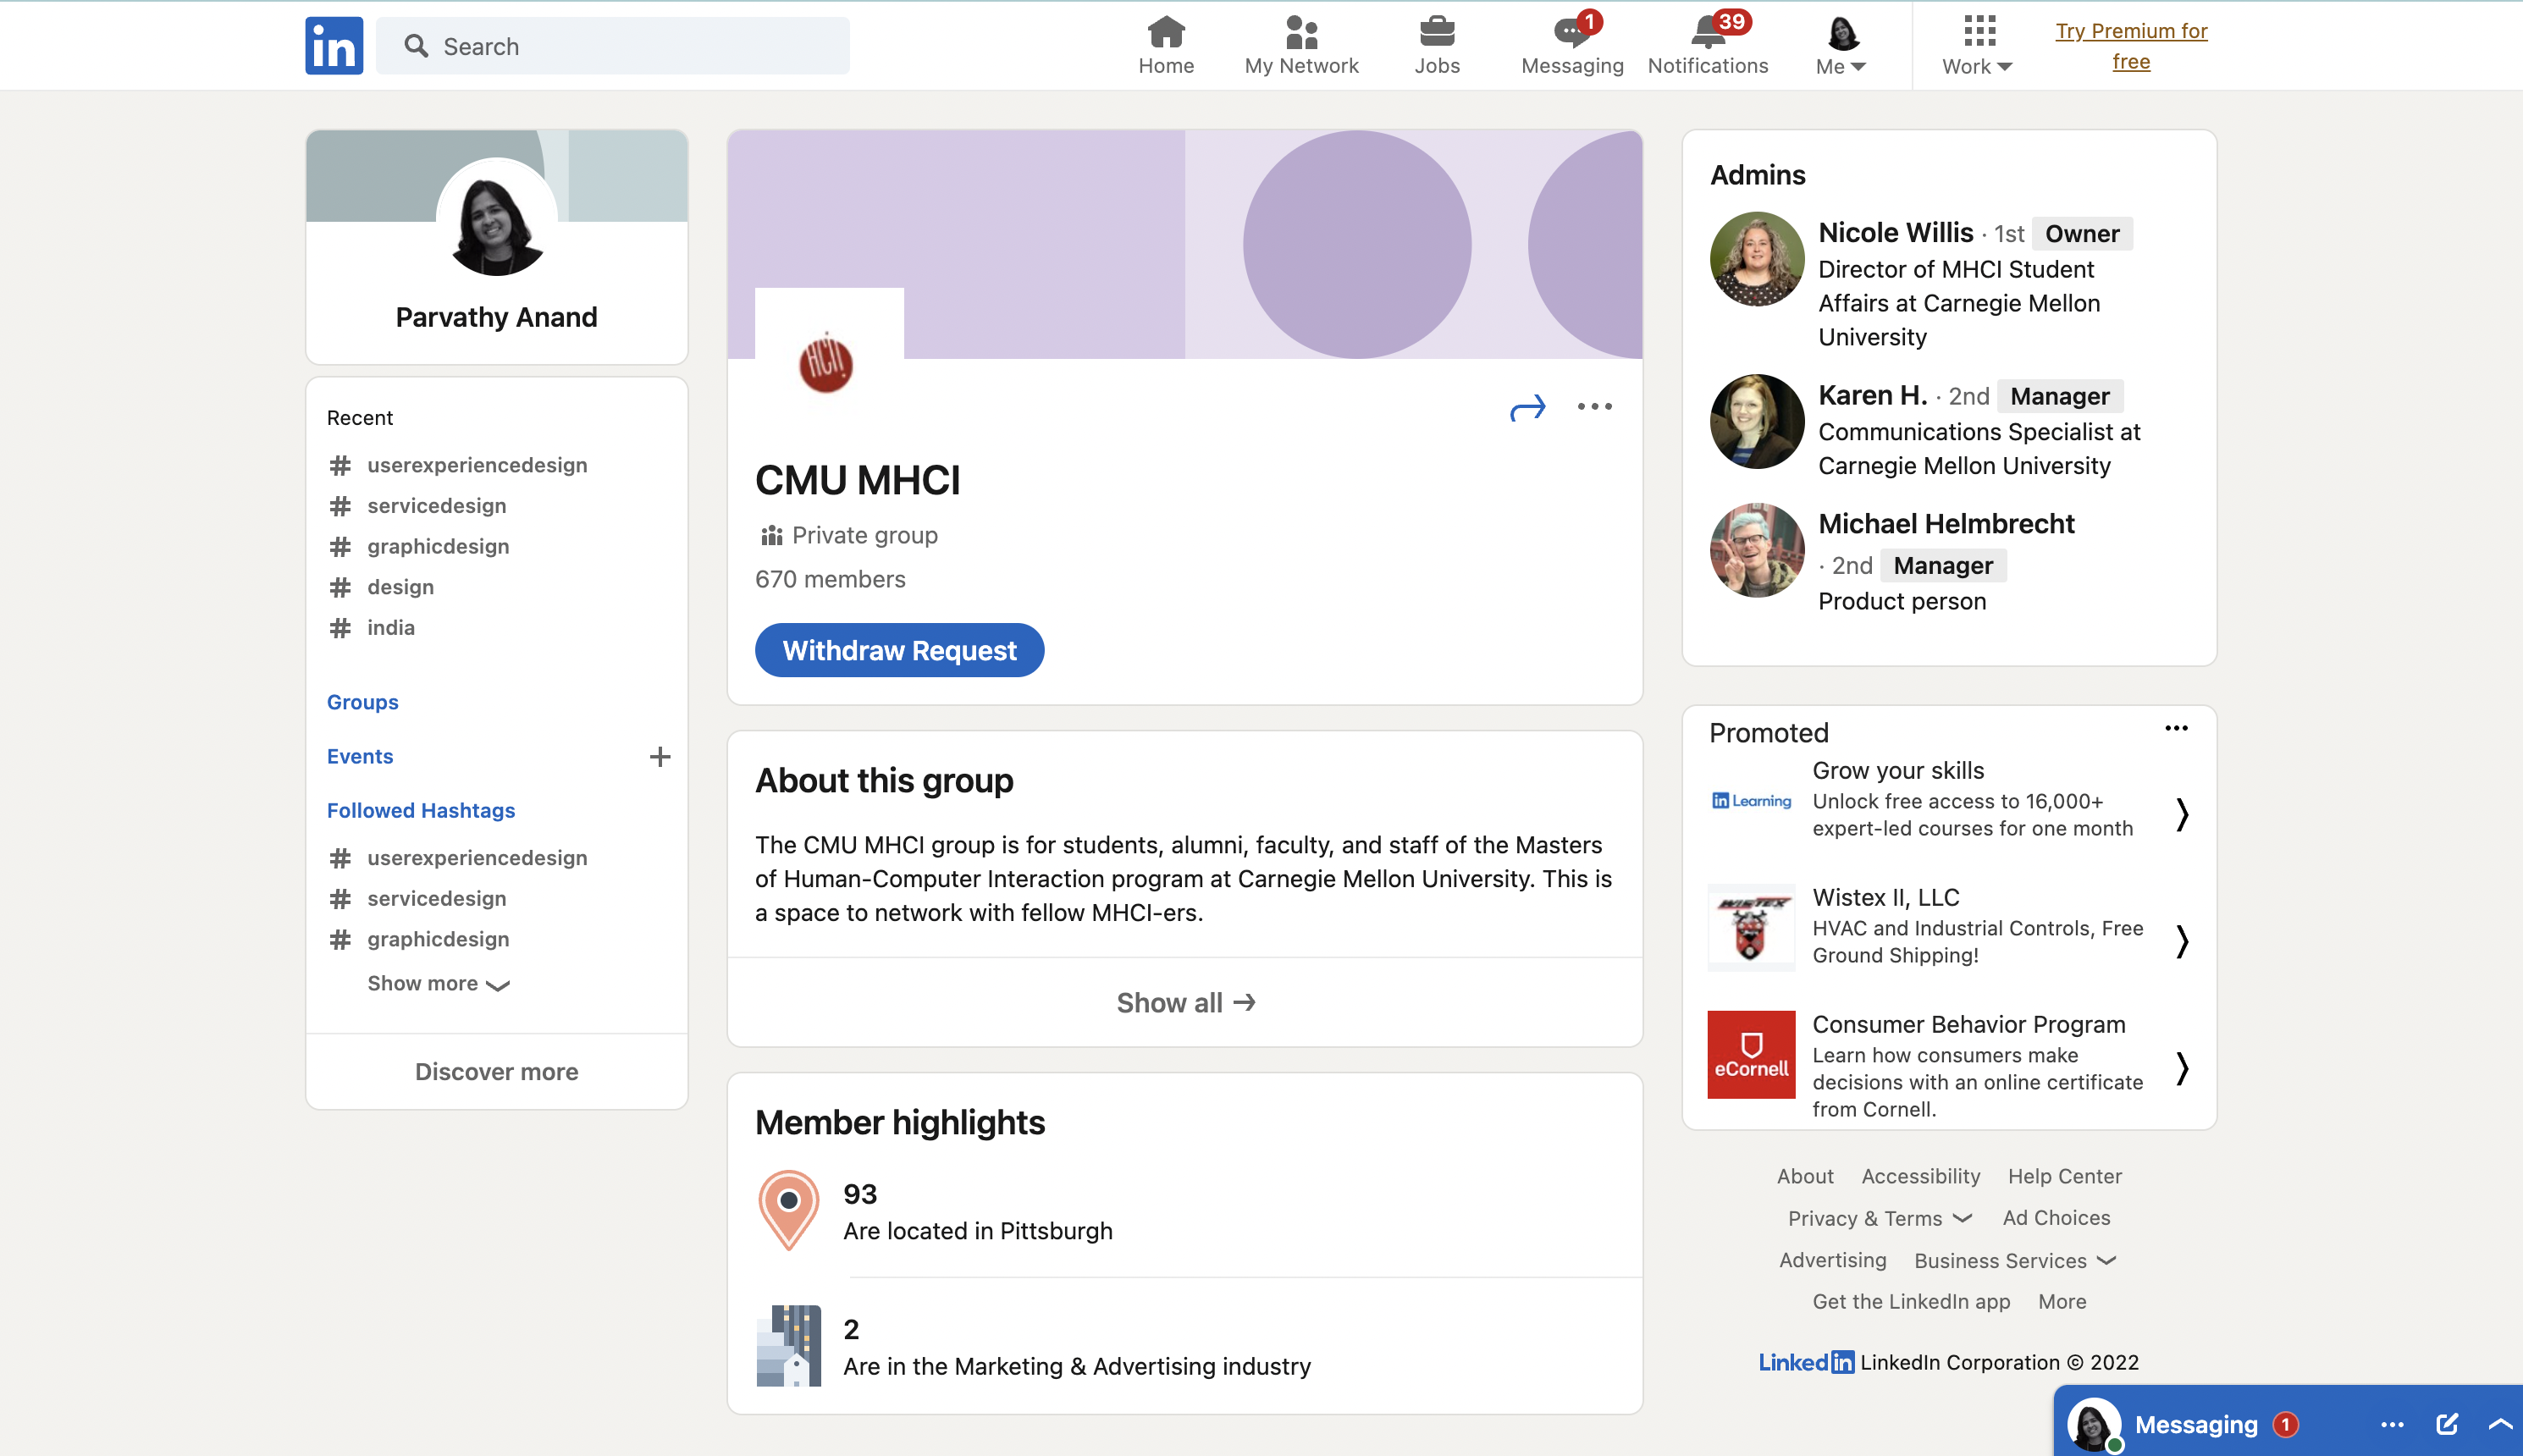 in
Search
Home
My Network
Jobs
1
Messaging
39
Notifications
Me
Work
Try Premium for
free
Parvathy Anand
Recent
# userexperiencedesign
# servicedesign
# graphicdesign
# design
# india
Groups
Events
Followed Hashtags
# userexperiencedesign
# servicedesign
# graphicdesign
Show more
Discover more
HCII
CMU MHCI
Private group
670 members
Withdraw Request
About this group
The CMU MHCI group is for students, alumni, faculty, and staff of the Masters
of Human-Computer Interaction program at Carnegie Mellon University. This is
a space to network with fellow MHCI-ers.
Show all →
Member highlights
93
Are located in Pittsburgh
2
Are in the Marketing & Advertising industry
Admins
Nicole Willis · 1st Owner
Director of MHCI Student
Affairs at Carnegie Mellon
University
Karen H. · 2nd Manager
Communications Specialist at
Carnegie Mellon University
Michael Helmbrecht
· 2nd Manager
Product person
Promoted
in Learning
Grow your skills
Unlock free access to 16,000+
expert-led courses for one month
WISTEX
Wistex II, LLC
HVAC and Industrial Controls, Free
Ground Shipping!
eCornell
Consumer Behavior Program
Learn how consumers make
decisions with an online certificate
from Cornell.
About Accessibility Help Center
Privacy & Terms Ad Choices
Advertising Business Services
Get the LinkedIn app More
Linkedin LinkedIn Corporation © 2022
Messaging 1